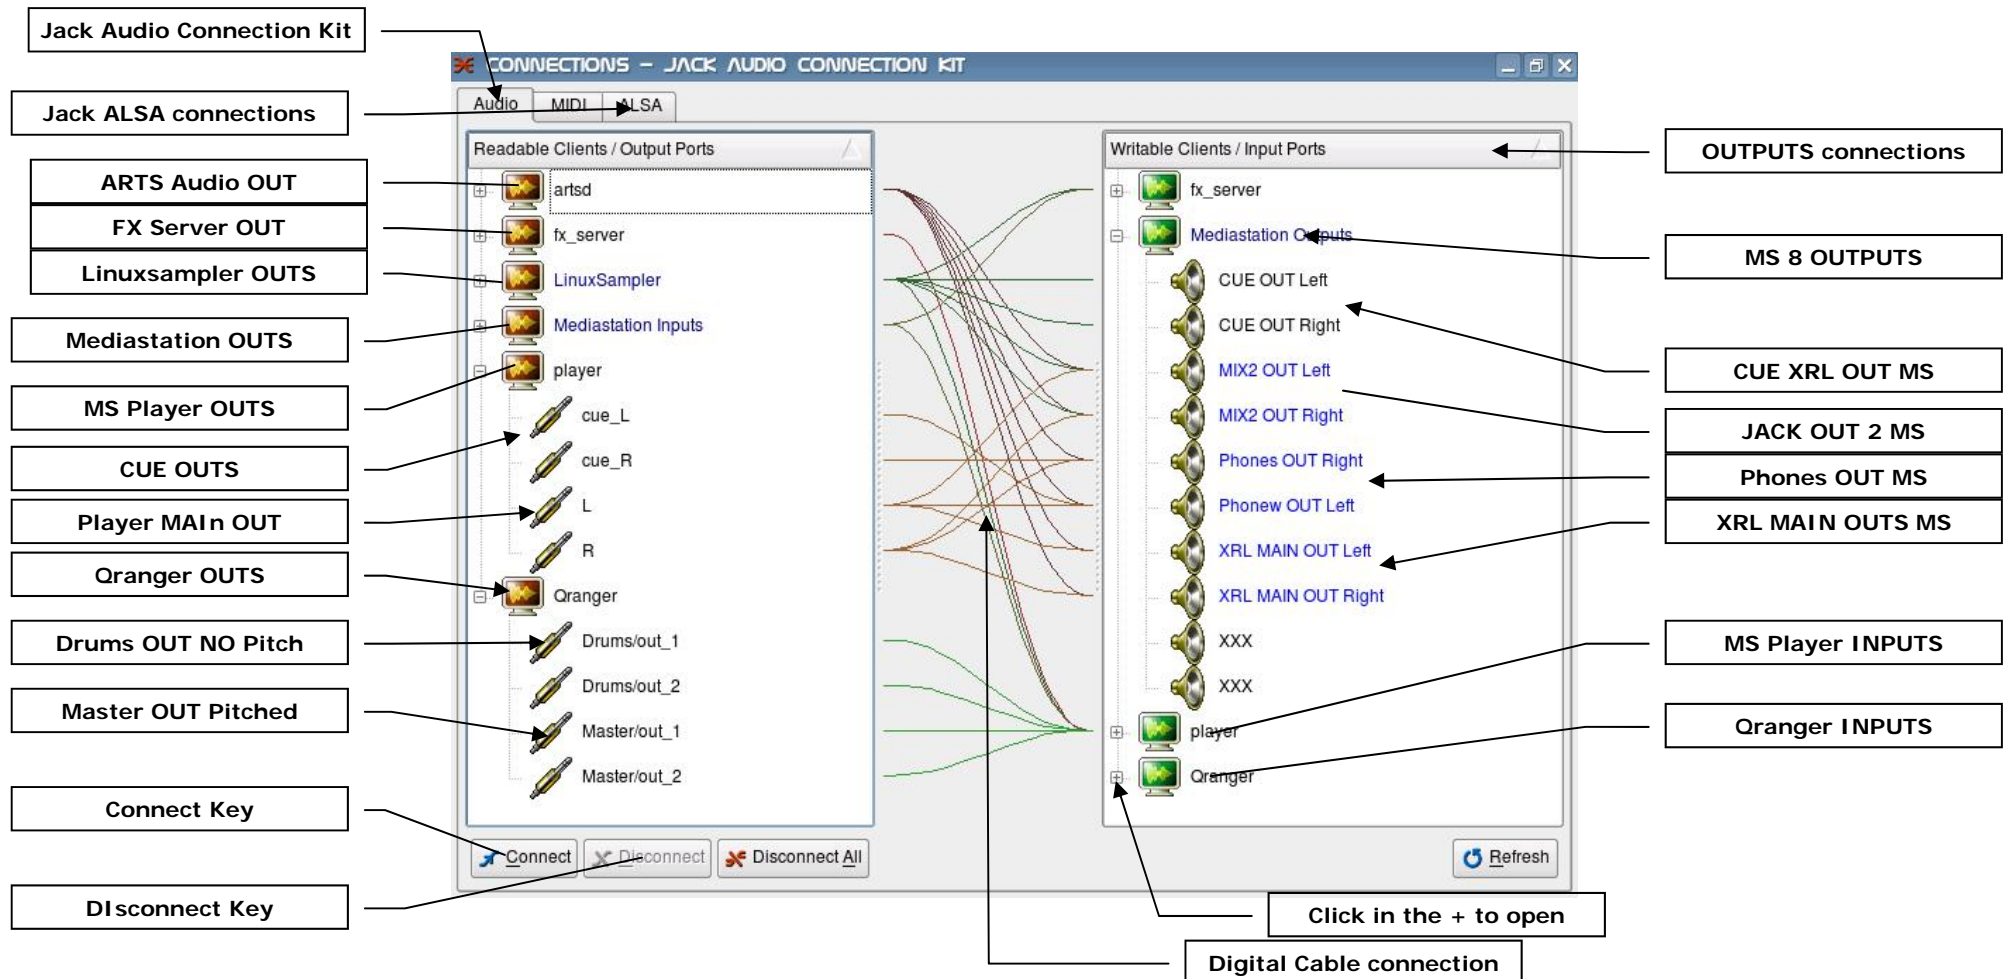 Jack Audio Connection Kit
Jack ALSA connections
ARTS Audio OUT
FX Server OUT
Linuxsampler OUTS
Mediastation OUTS
MS Player OUTS
CUE OUTS
Player MAIn OUT
Qranger OUTS
Drums OUT NO Pitch
Master OUT Pitched
Connect Key
DIsconnect Key
CONNECTIONS - JACK AUDIO CONNECTION KIT
Audio MIDI ALSA
Readable Clients / Output Ports
artsd
fx_server
LinuxSampler
Mediastation Inputs
player
cue_L
cue_R
L
R
Qranger
Drums/out_1
Drums/out_2
Master/out_1
Master/out_2
Connect Disconnect Disconnect All
Writable Clients / Input Ports
fx_server
Mediastation Outputs
CUE OUT Left
CUE OUT Right
MIX2 OUT Left
MIX2 OUT Right
Phones OUT Right
Phonew OUT Left
XRL MAIN OUT Left
XRL MAIN OUT Right
XXX
XXX
player
Qranger
Refresh
OUTPUTS connections
MS 8 OUTPUTS
CUE XRL OUT MS
JACK OUT 2 MS
Phones OUT MS
XRL MAIN OUTS MS
MS Player INPUTS
Qranger INPUTS
Click in the + to open
Digital Cable connection